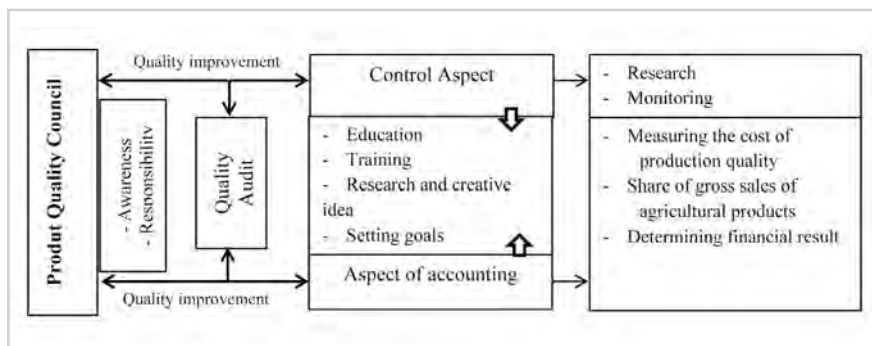 Produt Quality Council
Quality improvement
- Awareness
- Responsibility
Quality
Audit
Quality improvement
Control Aspect
- Education
- Training
- Research and creative
idea
- Setting goals
Aspect of accounting
- Research
- Monitoring
- Measuring the cost of
production quality
- Share of gross sales of
agricultural products
- Determining financial result